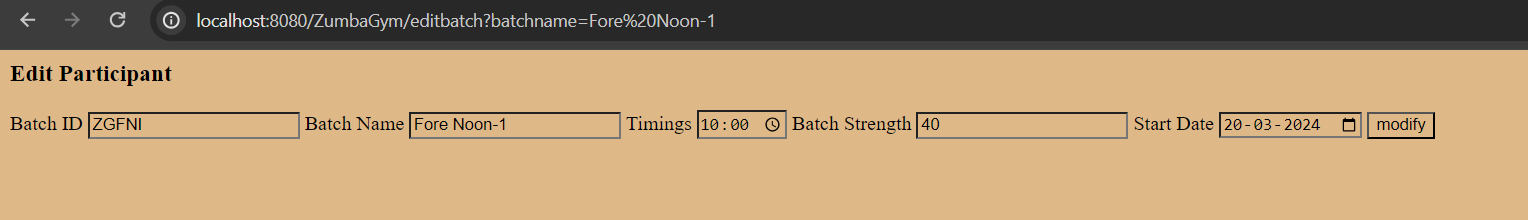 localhost:8080/ZumbaGym/editbatch?batchname=Fore%20Noon-1
Edit Participant
Batch ID ZGFNI Batch Name Fore Noon-1 Timings 10:00 Batch Strength 40 Start Date 20-03-2024 modify